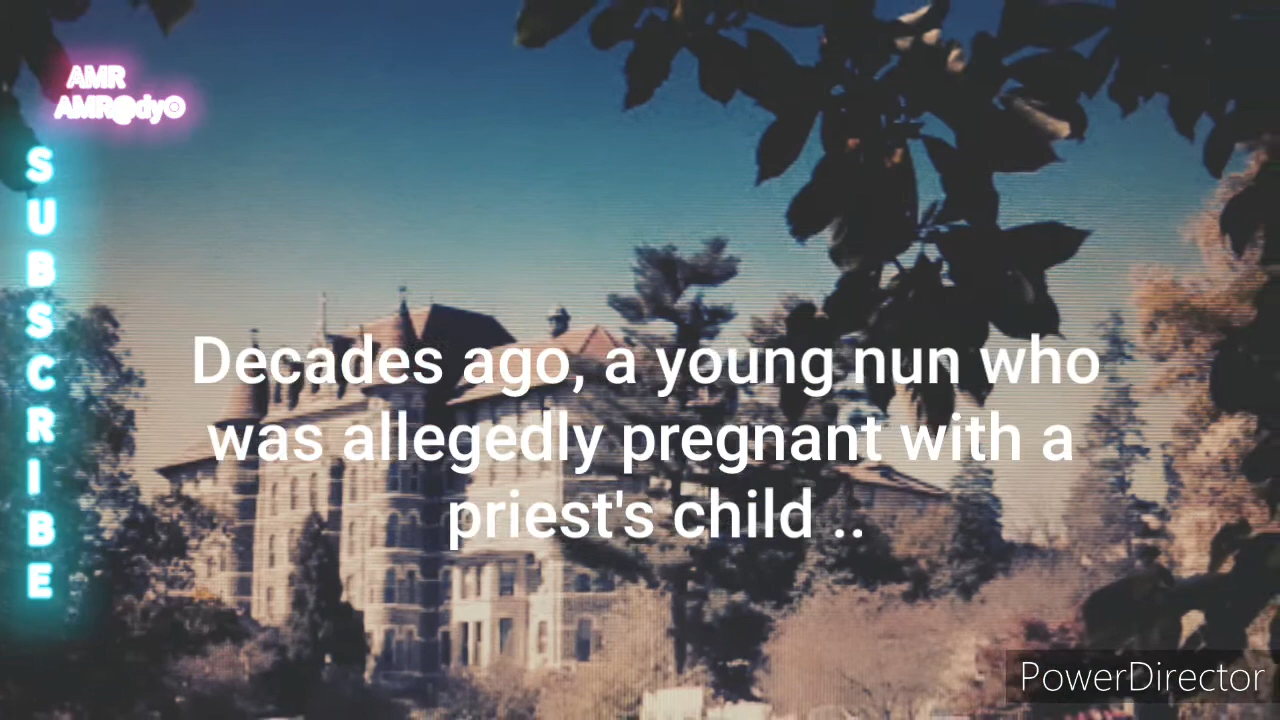 AMR
AMR@dy©
SUBSCRIBE
Decades ago, a young nun who
was allegedly pregnant with a
priest's child ..
PowerDirector